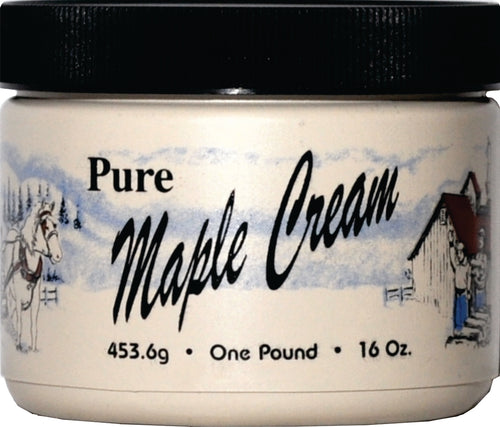 Pure
Maple Cream
453.6g • One Pound • 16 Oz.